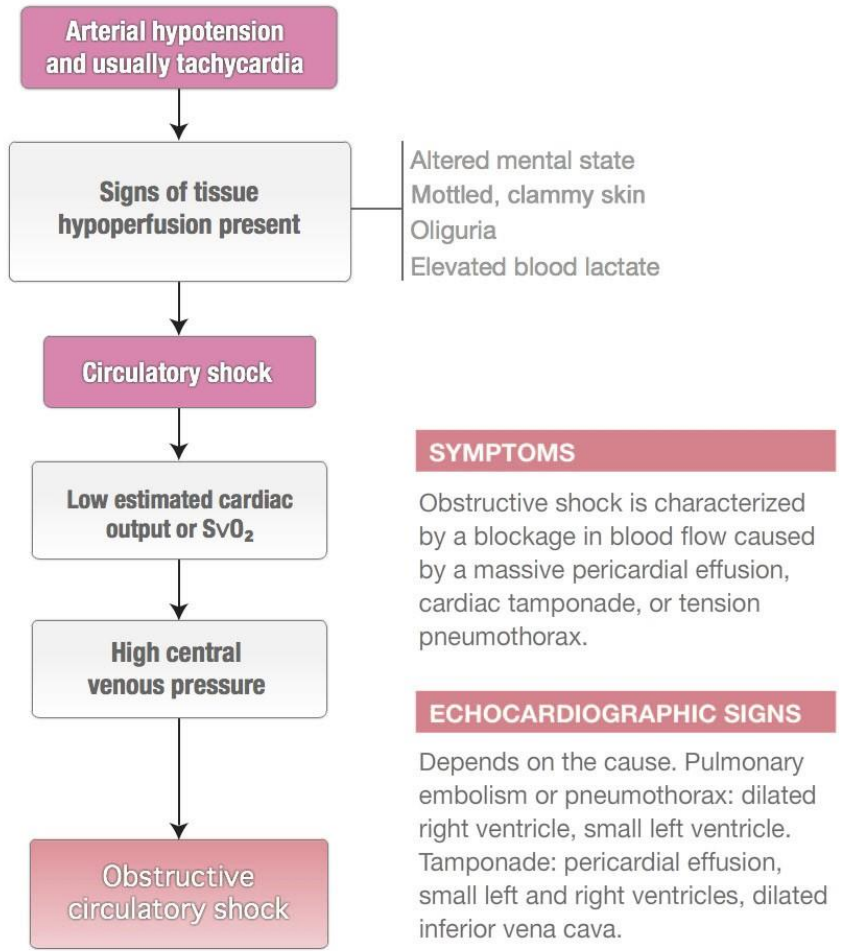 Arterial hypotension
and usually tachycardia
Signs of tissue
hypoperfusion present
Altered mental state
Mottled, clammy skin
Oliguria
Elevated blood lactate
Circulatory shock
Low estimated cardiac
output or SvO₂
High central
venous pressure
Obstructive
circulatory shock
SYMPTOMS
Obstructive shock is characterized
by a blockage in blood flow caused
by a massive pericardial effusion,
cardiac tamponade, or tension
pneumothorax.
ECHOCARDIOGRAPHIC SIGNS
Depends on the cause. Pulmonary
embolism or pneumothorax: dilated
right ventricle, small left ventricle.
Tamponade: pericardial effusion,
small left and right ventricles, dilated
inferior vena cava.